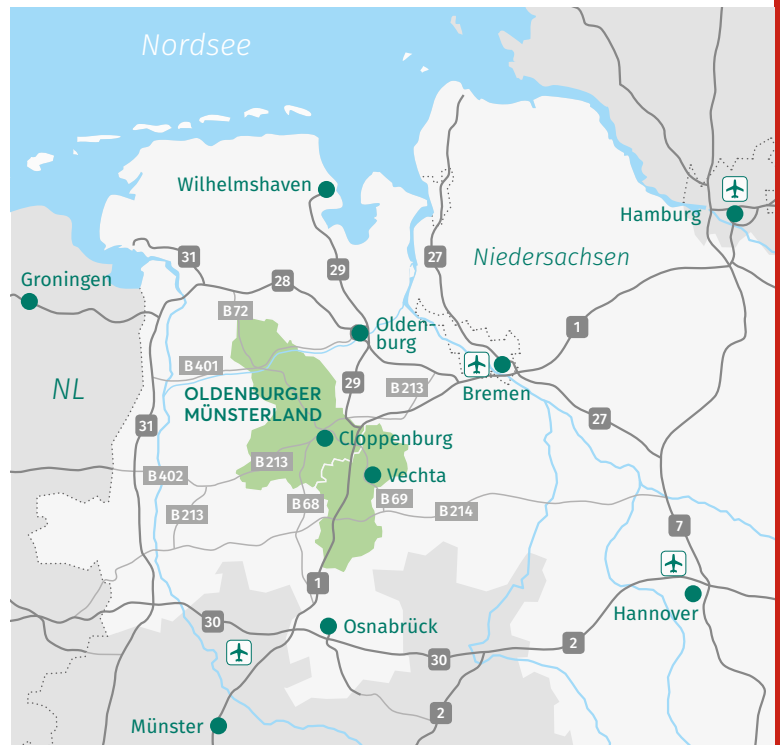 Nordsee
Wilhelmshaven
Hamburg
31
29
27
Niedersachsen
Groningen
28
B72
1
Olden-
burg
B401
29
B213
Bremen
NL
OLDENBURGER
MÜNSTERLAND
31
27
Cloppenburg
B402
B213
Vechta
B213
B68
B69
B214
7
1
30
Hannover
Osnabrück
2
30
2
Münster